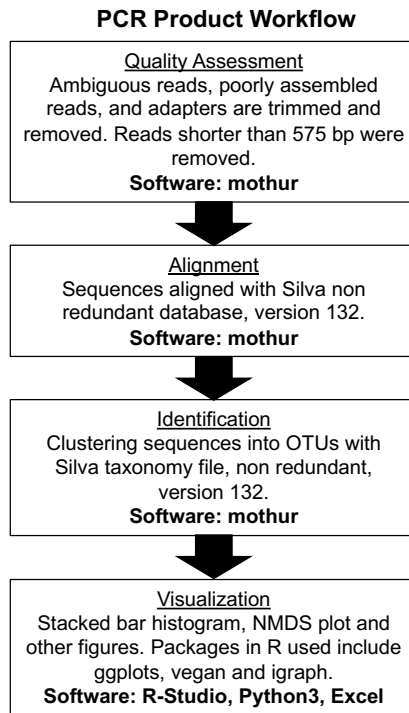 PCR Product Workflow
Quality Assessment
Ambiguous reads, poorly assembled
reads, and adapters are trimmed and
removed. Reads shorter than 575 bp were
removed.
Software: mothur
Alignment
Sequences aligned with Silva non
redundant database, version 132.
Software: mothur
Identification
Clustering sequences into OTUs with
Silva taxonomy file, non redundant,
version 132.
Software: mothur
Visualization
Stacked bar histogram, NMDS plot and
other figures. Packages in R used include
ggplots, vegan and igraph.
Software: R-Studio, Python3, Excel